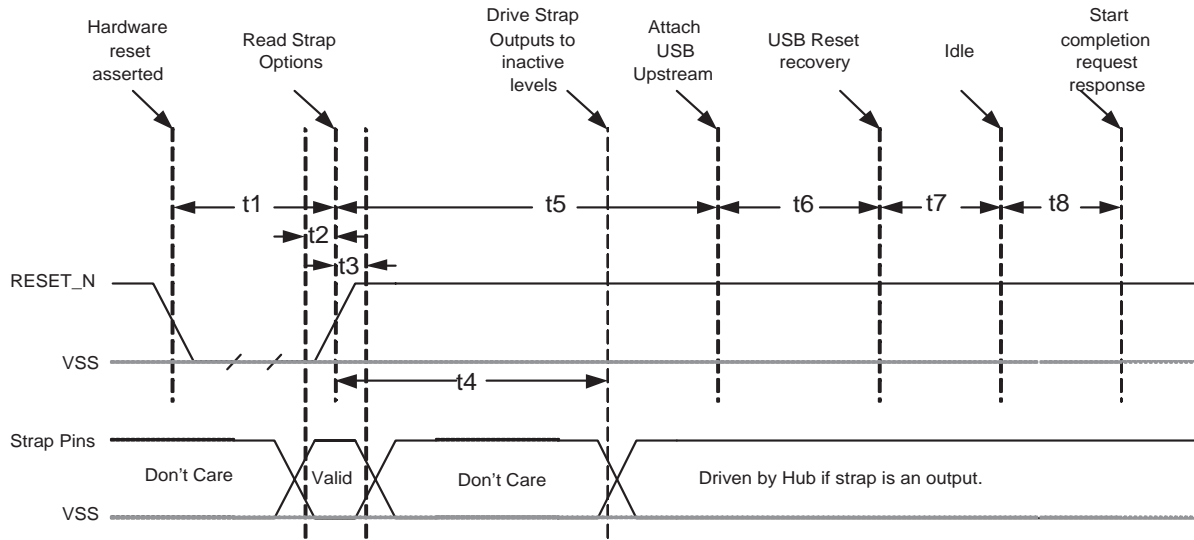 Hardware
reset
asserted
Read Strap
Options
Drive Strap
Outputs to
inactive
levels
Attach
USB
Upstream
USB Reset
recovery
Idle
Start
completion
request
response
t1
t5
t6
t7
t8
t2
t3
RESET_N
VSS
t4
Strap Pins
Don't Care
Valid
Don't Care
Driven by Hub if strap is an output.
VSS